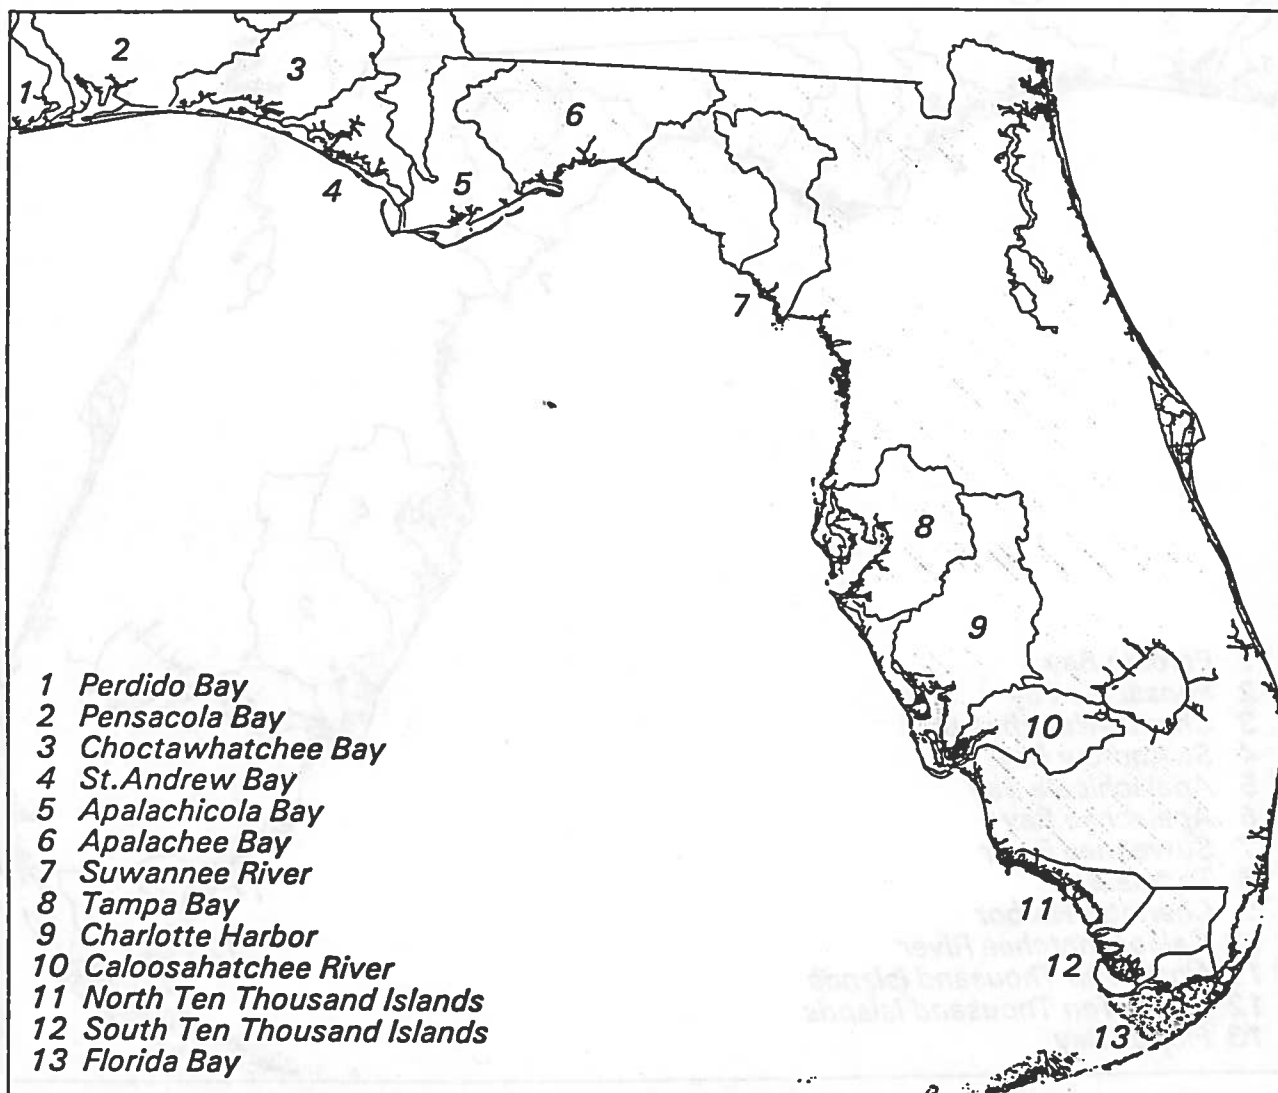 1
2
3
4
5
6
7
8
9
10
11
12
13
1 Perdido Bay
2 Pensacola Bay
3 Choctawhatchee Bay
4 St.Andrew Bay
5 Apalachicola Bay
6 Apalachee Bay
7 Suwannee River
8 Tampa Bay
9 Charlotte Harbor
10 Caloosahatchee River
11 North Ten Thousand Islands
12 South Ten Thousand Islands
13 Florida Bay